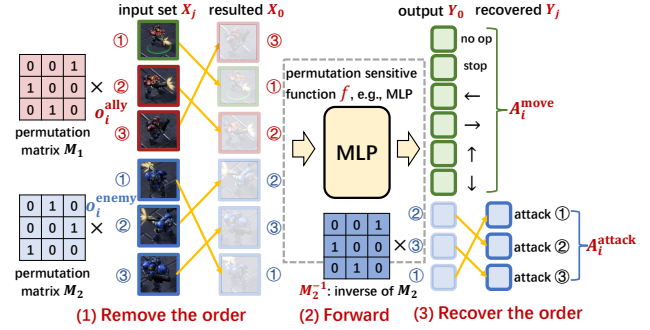 input set X_j
resulted X_0
output Y_0
recovered Y_j
①
②
③
0 0 1
1 0 0
0 1 0
×
o_i^ally
permutation
matrix M_1
③
①
②
①
②
③
0 1 0
0 0 1
1 0 0
×
o_i^enemy
permutation
matrix M_2
②
③
①
(1) Remove the order
permutation sensitive
function f, e.g., MLP
MLP
0 0 1
1 0 0
0 1 0
×
M_2^-1: inverse of M_2
(2) Forward
no op
stop
←
→
↑
↓
A_i^move
②
③
①
attack ①
attack ②
attack ③
A_i^attack
(3) Recover the order